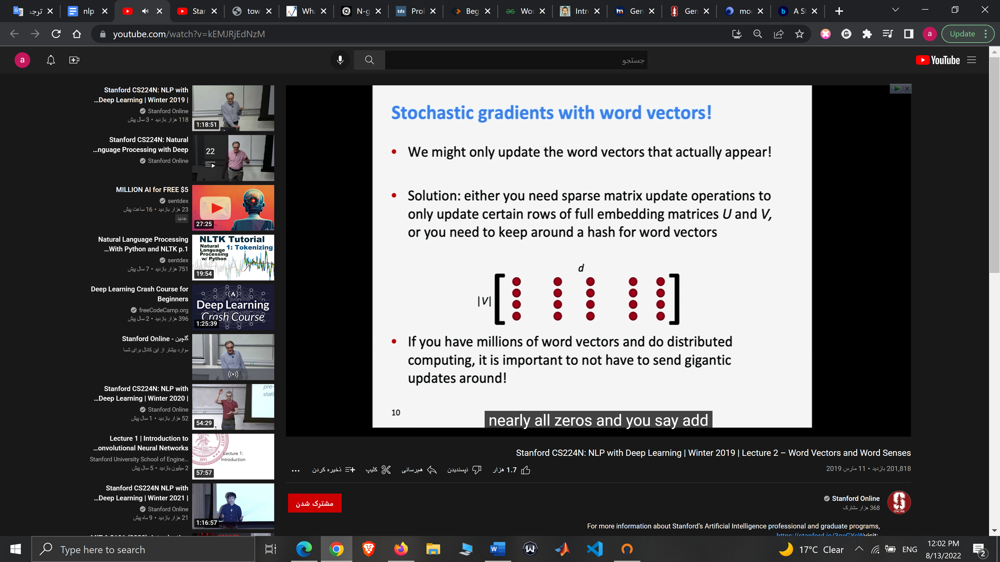 ترجمه
nlp
Star
tow
Wha
N-g
tds
Prob
Beg
Wor
Intro
Gen
Gen
mod
A St
youtube.com/watch?v=kEMJRjEdNzM
a
Update
a
جستجو
YouTube
Stanford CS224N: NLP with
...Deep Learning | Winter 2019 |
Stanford Online
118 هزار بازدید • 3 سال پیش
1:18:51
Stanford CS224N: Natural
...nguage Processing with Deep
Stanford Online
22
MILLION AI for FREE $5
sentdex
23 هزار بازدید • 16 ساعت پیش
جدید
27:25
Natural Language Processing
...With Python and NLTK p.1
sentdex
751 هزار بازدید • 7 سال پیش
NLTK Tutorial
Natural Language Processing w/ Python
1: Tokenizing
19:54
Deep Learning Crash Course for
Beginners
freeCodeCamp.org
396 هزار بازدید • 2 سال پیش
Deep Learning
Crash Course
1:25:39
گلچین - Stanford Online
موارد بیشتر از این کانال برای شما
Stanford CS224N: NLP with
...Deep Learning | Winter 2020 |
Stanford Online
52 هزار بازدید • 1 سال پیش
pre-
stati
54:29
Lecture 1 | Introduction to
...onvolutional Neural Networks
Stanford University School of Engine...
2 میلیون بازدید • 5 سال پیش
Lecture 1:
Introduction
1891
57:57
Stanford CS224N NLP with
...Deep Learning | Winter 2021 |
Stanford Online
21 هزار بازدید • 9 ماه پیش
1:16:57
Stochastic gradients with word vectors!
• We might only update the word vectors that actually appear!
• Solution: either you need sparse matrix update operations to
only update certain rows of full embedding matrices U and V,
or you need to keep around a hash for word vectors
d
|V|
• If you have millions of word vectors and do distributed
computing, it is important to not have to send gigantic
updates around!
10
nearly all zeros and you say add
Stanford CS224N: NLP with Deep Learning | Winter 2019 | Lecture 2 – Word Vectors and Word Senses
201,818 بازدید • 11 مارس 2019
1.7 هزار
نپسندیدن
هم‌رسانی
کلیپ
ذخیره کردن
Stanford Online
368 هزار مشترک
ONLINE
مشترک شدن
For more information about Stanford's Artificial Intelligence professional and graduate programs,
Type here to search
17°C Clear
ENG
12:02 PM
8/13/2022
2